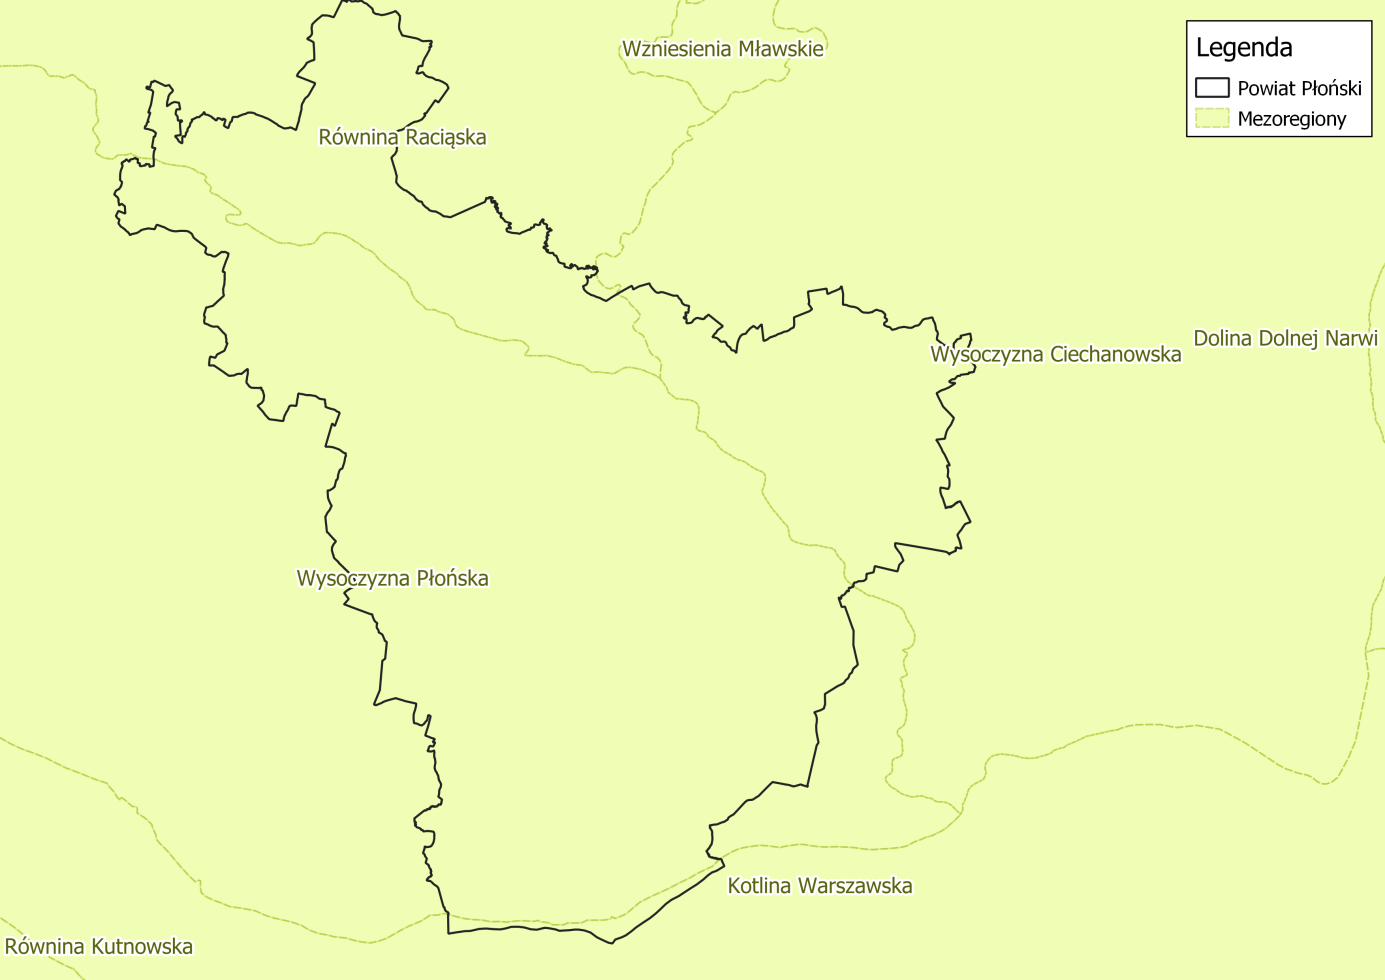 Wzniesienia Mławskie
Legenda
Powiat Płoński
Mezoregiony
Równina Raciąska
Dolina Dolnej Narwi
Wysoczyzna Ciechanowska
Wysoczyzna Płońska
Kotlina Warszawska
Równina Kutnowska